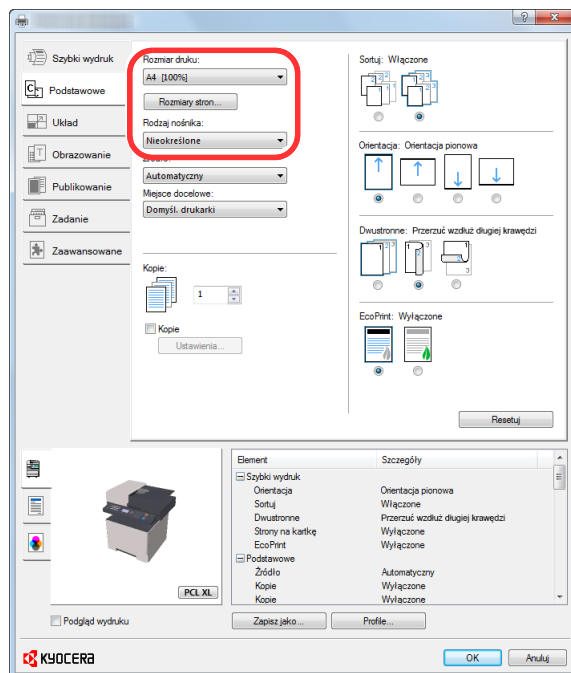 Szybki wydruk
Podstawowe
Układ
Obrazowanie
Publikowanie
Zadanie
Zaawansowane
Rozmiar druku:
A4 [100%]
Rozmiary stron...
Rodzaj nośnika:
Nieokreślone
Źródło:
Automatyczny
Miejsce docelowe:
Domyśl. drukarki
Kopie:
1
Kopie
Ustawienia...
Sortuj: Włączone
Orientacja: Orientacja pionowa
Dwustronne: Przerzuć wzdłuż długiej krawędzi
EcoPrint: Wyłączone
Resetuj
PCL XL
Podgląd wydruku
Element Szczegóły
Szybki wydruk
Orientacja Orientacja pionowa
Sortuj Włączone
Dwustronne Przerzuć wzdłuż długiej krawędzi
Strony na kartkę Wyłączone
EcoPrint Wyłączone
Podstawowe
Źródło Automatyczny
Kopie Wyłączone
Kopie Wyłączone
Zapisz jako... Profile...
KYOCERA
OK Anuluj